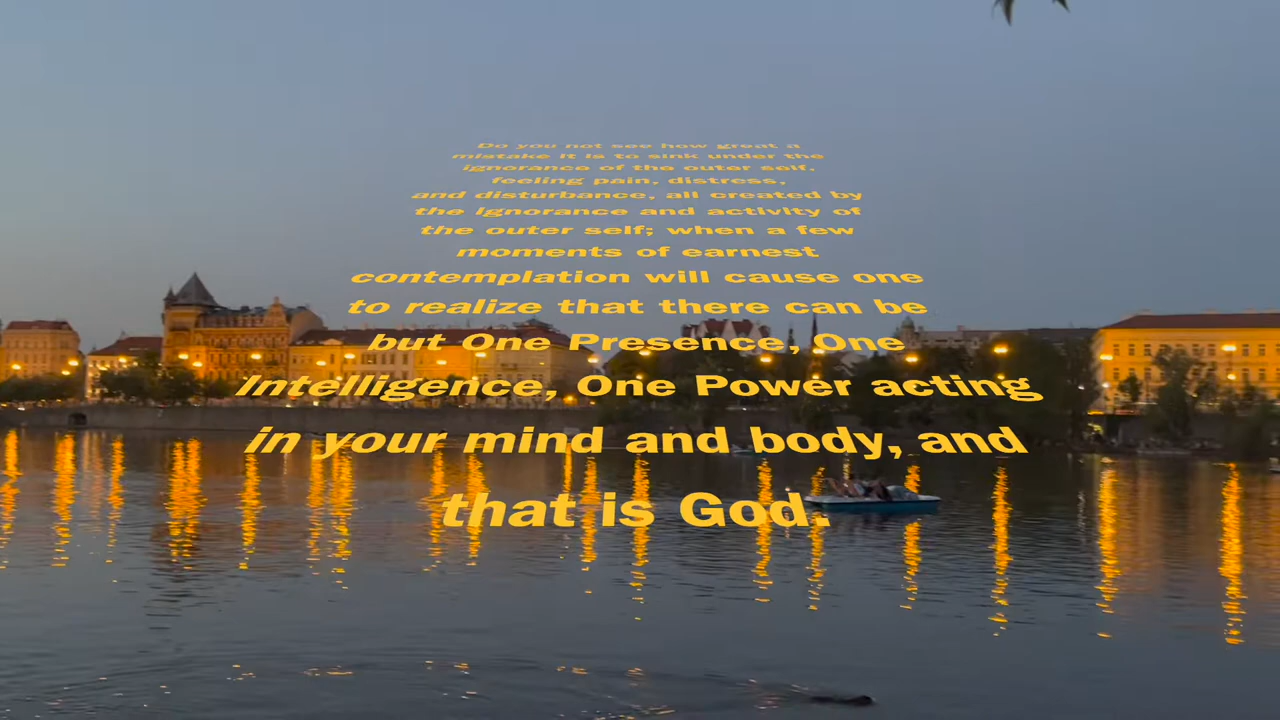 Do you not see how great a
mistake it is to sink under the
ignorance of the outer self,
feeling pain, distress,
and disturbance, all created by
the ignorance and activity of
the outer self; when a few
moments of earnest
contemplation will cause one
to realize that there can be
but One Presence, One
Intelligence, One Power acting
in your mind and body, and
that is God.